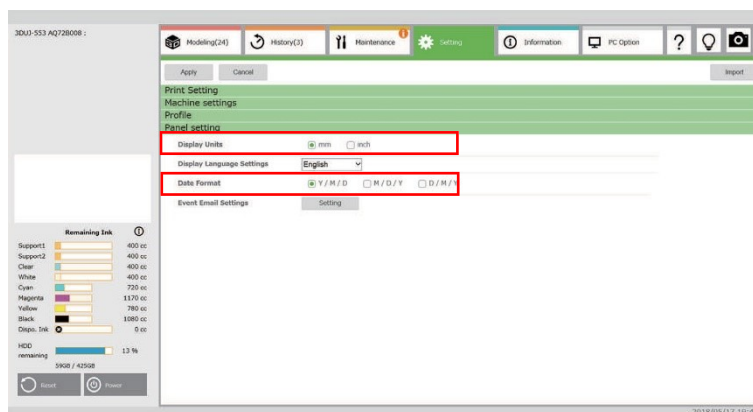 3DUJ-553 AQ728008 :
Modeling(24)
History(3)
Maintenance
Setting
Information
PC Option
Apply
Cancel
Import
Print Setting
Machine settings
Profile
Panel setting
Display Units
mm
inch
Display Language Settings
English
Date Format
Y / M / D
M / D / Y
D / M / Y
Event Email Settings
Setting
Remaining Ink
Support1 400 cc
Support2 400 cc
Clear 400 cc
White 400 cc
Cyan 720 cc
Magenta 1170 cc
Yellow 780 cc
Black 1080 cc
Dispo. Ink 0 cc
HDD
remaining
13 %
59GB / 425GB
Reset
Power